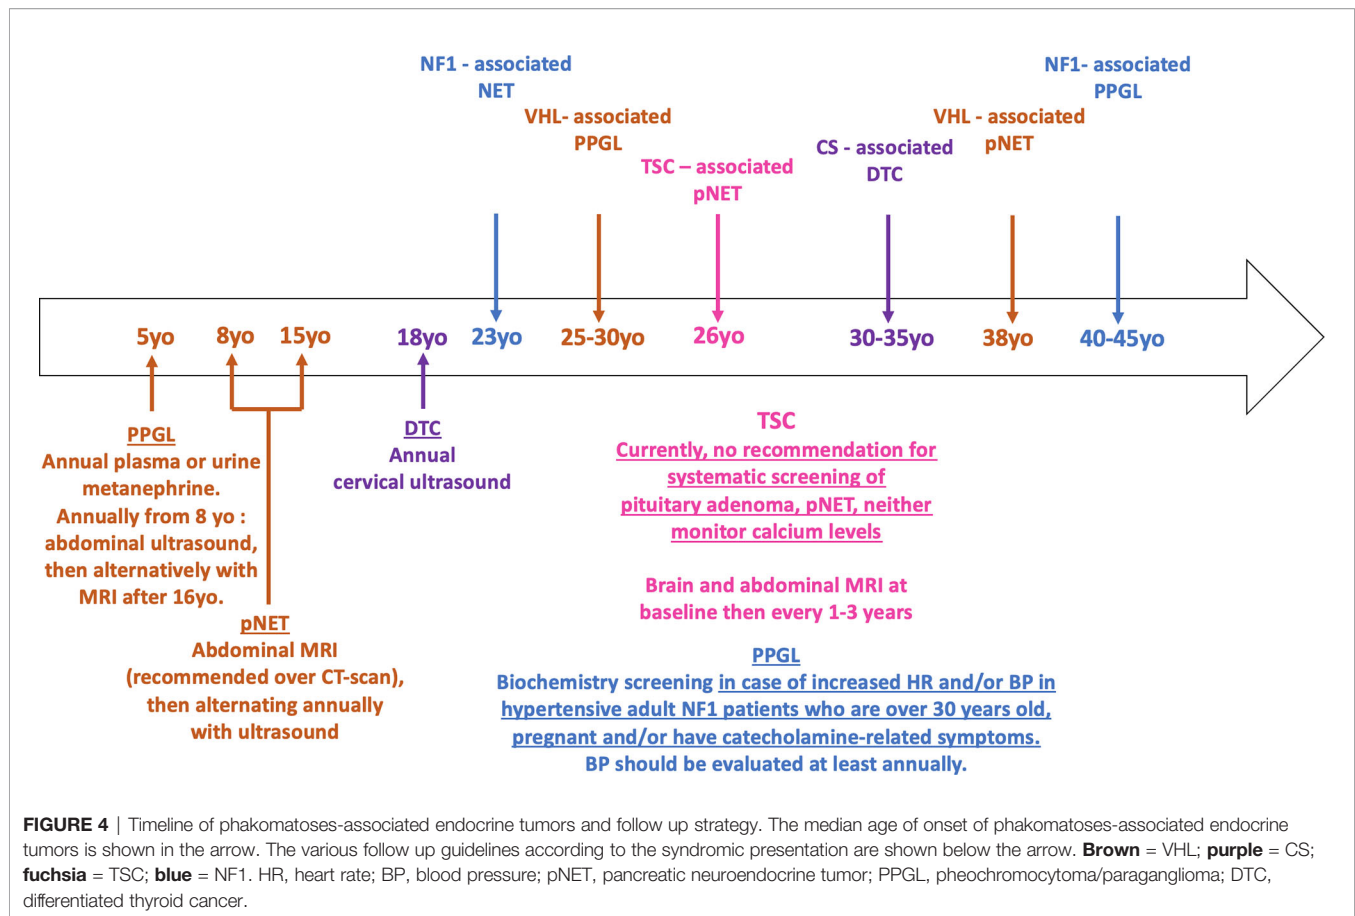 NF1 - associated
NET
VHL- associated
PPGL
TSC – associated
pNET
CS - associated
DTC
VHL - associated
pNET
NF1- associated
PPGL
5yo
8yo
15yo
18yo
23yo
25-30yo
26yo
30-35yo
38yo
40-45yo
PPGL
Annual plasma or urine
metanephrine.
Annually from 8 yo :
abdominal ultrasound,
then alternatively with
MRI after 16yo.
pNET
Abdominal MRI
(recommended over CT-scan),
then alternating annually
with ultrasound
DTC
Annual
cervical ultrasound
TSC
Currently, no recommendation for
systematic screening of
pituitary adenoma, pNET, neither
monitor calcium levels
Brain and abdominal MRI at
baseline then every 1-3 years
PPGL
Biochemistry screening in case of increased HR and/or BP in
hypertensive adult NF1 patients who are over 30 years old,
pregnant and/or have catecholamine-related symptoms.
BP should be evaluated at least annually.
FIGURE 4 | Timeline of phakomatoses-associated endocrine tumors and follow up strategy. The median age of onset of phakomatoses-associated endocrine
tumors is shown in the arrow. The various follow up guidelines according to the syndromic presentation are shown below the arrow. Brown = VHL; purple = CS;
fuchsia = TSC; blue = NF1. HR, heart rate; BP, blood pressure; pNET, pancreatic neuroendocrine tumor; PPGL, pheochromocytoma/paraganglioma; DTC,
differentiated thyroid cancer.